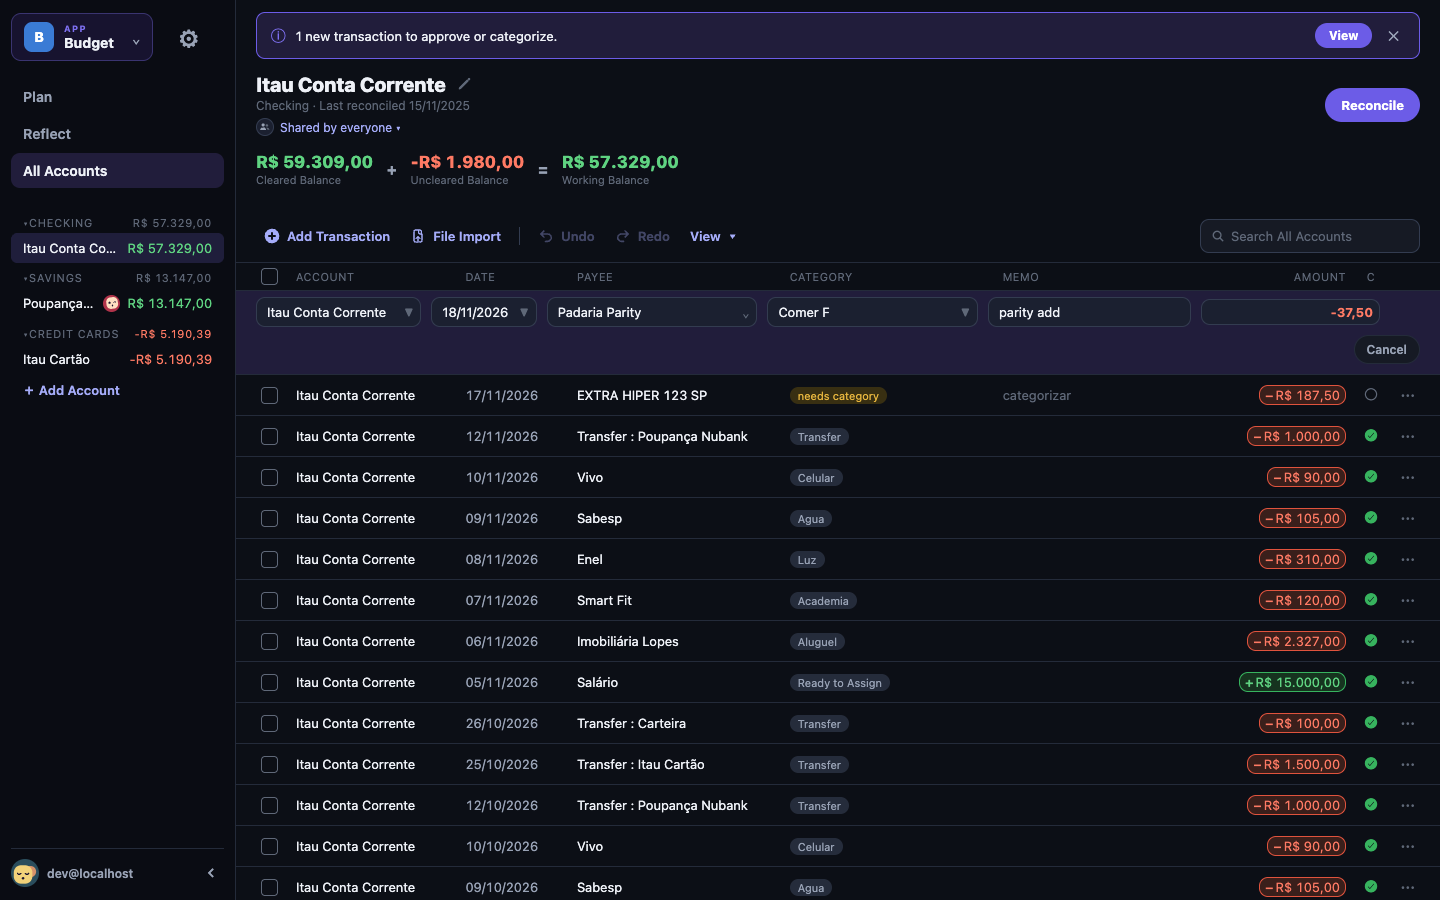 B
APP
Budget
Plan
Reflect
All Accounts
CHECKING R$ 57.329,00
Itau Conta Co... R$ 57.329,00
SAVINGS R$ 13.147,00
Poupança... R$ 13.147,00
CREDIT CARDS -R$ 5.190,39
Itau Cartão -R$ 5.190,39
+ Add Account
dev@localhost
1 new transaction to approve or categorize.
View
Itau Conta Corrente
Checking · Last reconciled 15/11/2025
Shared by everyone
Reconcile
R$ 59.309,00 + -R$ 1.980,00 = R$ 57.329,00
Cleared Balance Uncleared Balance Working Balance
Add Transaction File Import Undo Redo View
Search All Accounts
ACCOUNT DATE PAYEE CATEGORY MEMO AMOUNT C
Itau Conta Corrente 18/11/2026 Padaria Parity Comer F parity add -37,50
Cancel
Itau Conta Corrente 17/11/2026 EXTRA HIPER 123 SP needs category categorizar −R$ 187,50
Itau Conta Corrente 12/11/2026 Transfer : Poupança Nubank Transfer −R$ 1.000,00
Itau Conta Corrente 10/11/2026 Vivo Celular −R$ 90,00
Itau Conta Corrente 09/11/2026 Sabesp Agua −R$ 105,00
Itau Conta Corrente 08/11/2026 Enel Luz −R$ 310,00
Itau Conta Corrente 07/11/2026 Smart Fit Academia −R$ 120,00
Itau Conta Corrente 06/11/2026 Imobiliária Lopes Aluguel −R$ 2.327,00
Itau Conta Corrente 05/11/2026 Salário Ready to Assign +R$ 15.000,00
Itau Conta Corrente 26/10/2026 Transfer : Carteira Transfer −R$ 100,00
Itau Conta Corrente 25/10/2026 Transfer : Itau Cartão Transfer −R$ 1.500,00
Itau Conta Corrente 12/10/2026 Transfer : Poupança Nubank Transfer −R$ 1.000,00
Itau Conta Corrente 10/10/2026 Vivo Celular −R$ 90,00
Itau Conta Corrente 09/10/2026 Sabesp Agua −R$ 105,00